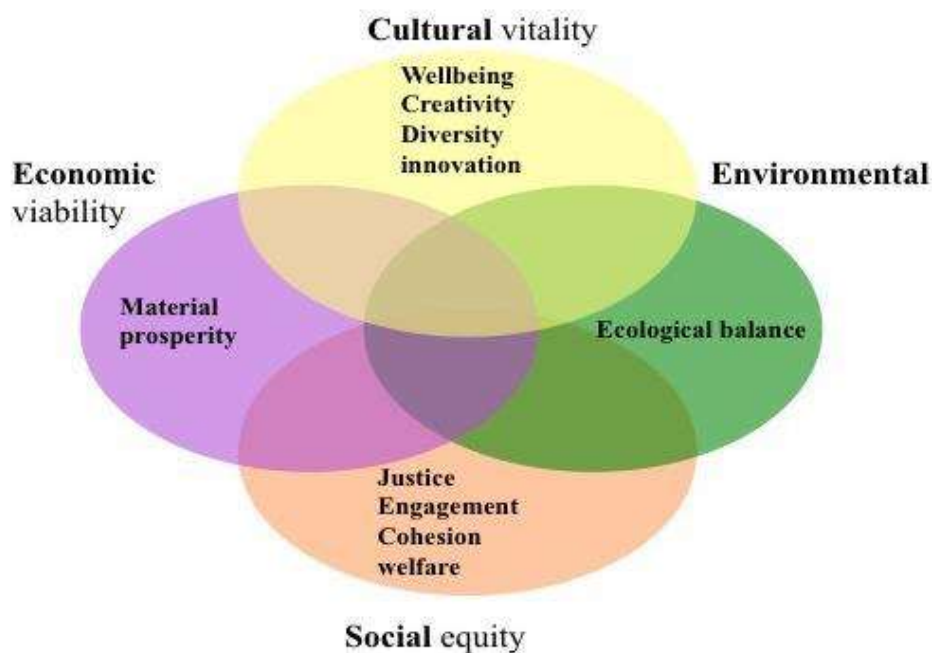 Cultural vitality
Wellbeing
Creativity
Diversity
innovation
Economic
viability
Environmental
Material
prosperity
Ecological balance
Justice
Engagement
Cohesion
welfare
Social equity